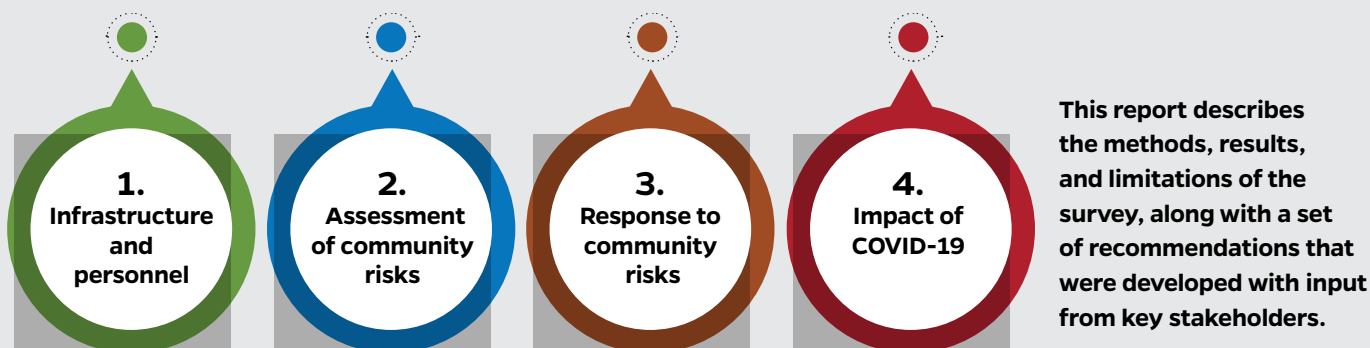 1.
Infrastructure
and
personnel
2.
Assessment
of community
risks
3.
Response to
community
risks
4.
Impact of
COVID-19
This report describes
the methods, results,
and limitations of the
survey, along with a set
of recommendations that
were developed with input
from key stakeholders.